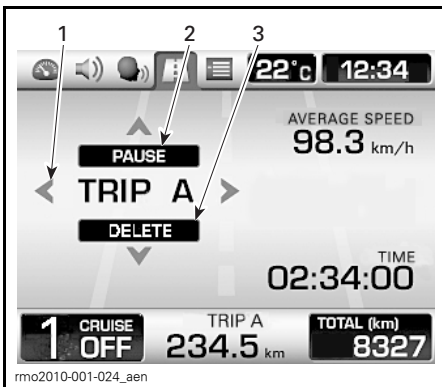 1 2 3
22°c 12:34
AVERAGE SPEED
98.3 km/h
PAUSE
TRIP A
DELETE
TIME
02:34:00
1 CRUISE OFF
TRIP A
234.5 km
TOTAL (km)
8327
rmo2010-001-024_aen